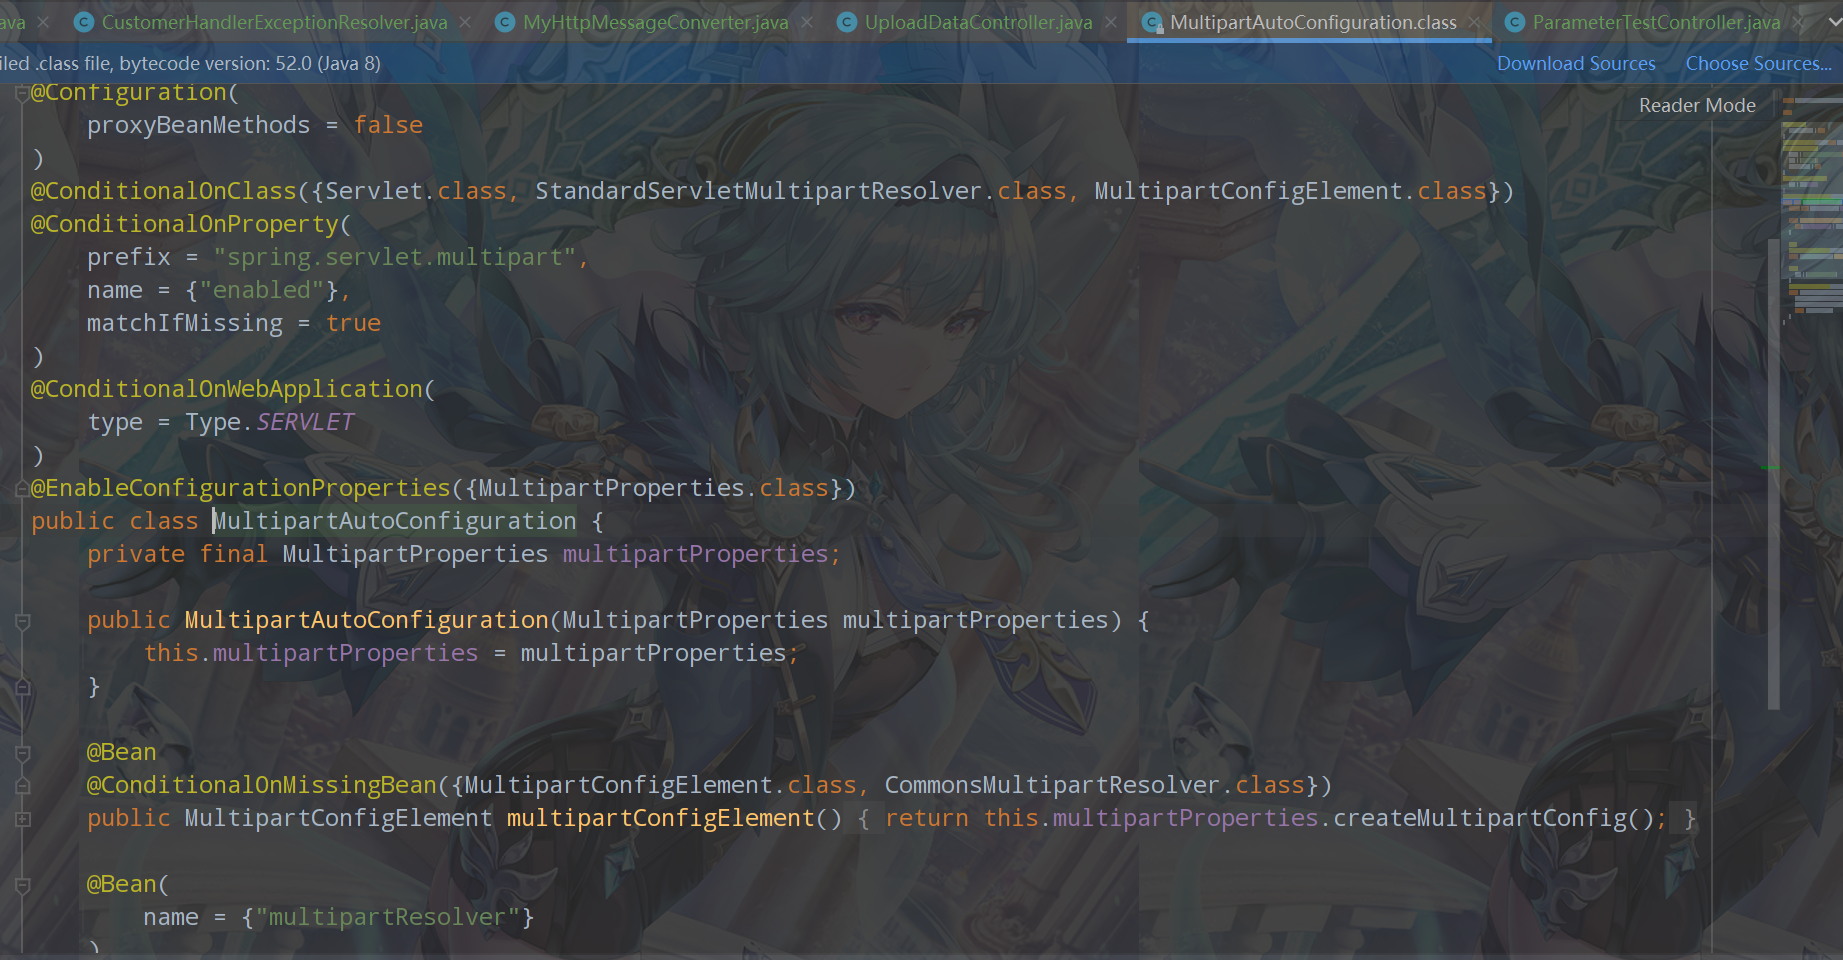 ava CustomerHandlerExceptionResolver.java MyHttpMessageConverter.java UploadDataController.java MultipartAutoConfiguration.class ParameterTestController.java
iled .class file, bytecode version: 52.0 (Java 8) Download Sources Choose Sources...
Reader Mode
@Configuration(
proxyBeanMethods = false
)
@ConditionalOnClass({Servlet.class, StandardServletMultipartResolver.class, MultipartConfigElement.class})
@ConditionalOnProperty(
prefix = "spring.servlet.multipart",
name = {"enabled"},
matchIfMissing = true
)
@ConditionalOnWebApplication(
type = Type.SERVLET
)
@EnableConfigurationProperties({MultipartProperties.class})
public class MultipartAutoConfiguration {
private final MultipartProperties multipartProperties;
public MultipartAutoConfiguration(MultipartProperties multipartProperties) {
this.multipartProperties = multipartProperties;
}
@Bean
@ConditionalOnMissingBean({MultipartConfigElement.class, CommonsMultipartResolver.class})
public MultipartConfigElement multipartConfigElement() { return this.multipartProperties.createMultipartConfig(); }
@Bean(
name = {"multipartResolver"}
)